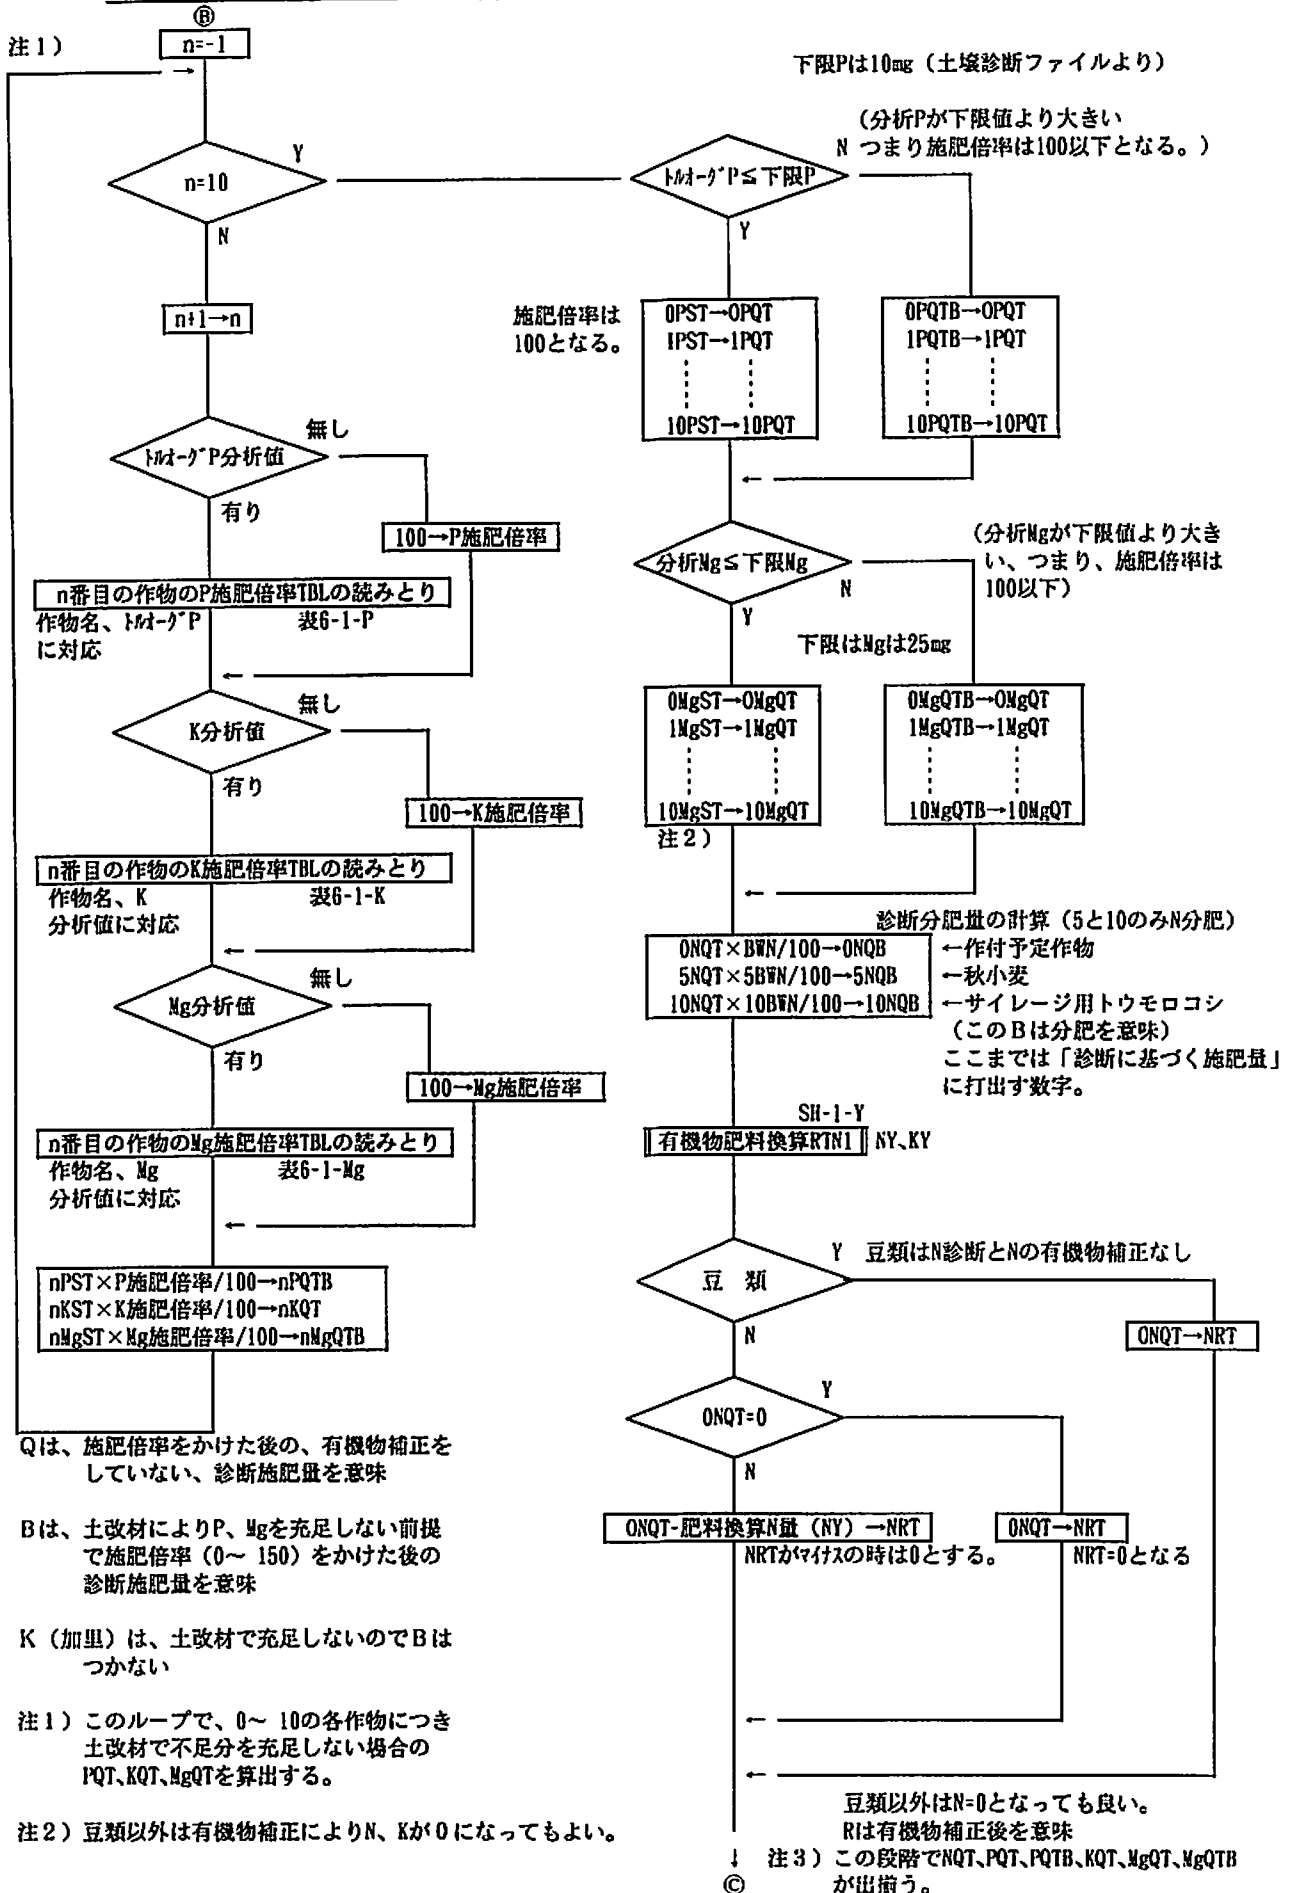 Ⓑ
注1)
n=-1
→
n=10
Y
N
n+1→n
ﾄﾙｵｰｸﾞP分析値
無し
有り
100→P施肥倍率
n番目の作物のP施肥倍率TBLの読みとり
作物名、ﾄﾙｵｰｸﾞP
に対応
表6-1-P
←
K分析値
無し
有り
100→K施肥倍率
n番目の作物のK施肥倍率TBLの読みとり
作物名、K
分析値に対応
表6-1-K
←
Mg分析値
無し
有り
100→Mg施肥倍率
n番目の作物のMg施肥倍率TBLの読みとり
作物名、Mg
分析値に対応
表6-1-Mg
←
nPST×P施肥倍率/100→nPQTB
nKST×K施肥倍率/100→nKQT
nMgST×Mg施肥倍率/100→nMgQTB
Qは、施肥倍率をかけた後の、有機物補正を
していない、診断施肥量を意味
Bは、土改材によりP、Mgを充足しない前提
で施肥倍率（0～ 150）をかけた後の
診断施肥量を意味
K（加里）は、土改材で充足しないのでBは
つかない
注1）このループで、0～ 10の各作物につき
土改材で不足分を充足しない場合の
PQT、KQT、MgQTを算出する。
注2）豆類以外は有機物補正によりN、Kが0になってもよい。
下限Pは10mg（土壌診断ファイルより）
（分析Pが下限値より大きい
N つまり施肥倍率は100以下となる。）
ﾄﾙｵｰｸﾞP≦下限P
Y
施肥倍率は
100となる。
0PST→0PQT
1PST→1PQT
10PST→10PQT
0PQTB→0PQT
1PQTB→1PQT
10PQTB→10PQT
←
分析Mg≦下限Mg
N
Y
（分析Mgが下限値より大き
い、つまり、施肥倍率は
100以下）
下限はMgは25mg
0MgST→0MgQT
1MgST→1MgQT
10MgST→10MgQT
注2）
0MgQTB→0MgQT
1MgQTB→1MgQT
10MgQTB→10MgQT
←
診断分肥量の計算（5と10のみN分肥）
0NQT×BWN/100→0NQB ←作付予定作物
5NQT×5BWN/100→5NQB ←秋小麦
10NQT×10BWN/100→10NQB ←サイレージ用トウモロコシ
（このBは分肥を意味）
ここまでは「診断に基づく施肥量」
に打出す数字。
SH-1-Y
有機物肥料換算RTN1 NY、KY
豆 類
Y 豆類はN診断とNの有機物補正なし
N
0NQT→NRT
0NQT=0
Y
N
0NQT-肥料換算N量（NY）→NRT
NRTがﾏｲﾅｽの時は0とする。
0NQT→NRT
NRT=0となる
←
←
豆類以外はN=0となっても良い。
Rは有機物補正後を意味
↓
注3）この段階でNQT、PQT、PQTB、KQT、MgQT、MgQTB
が出揃う。
Ⓒ